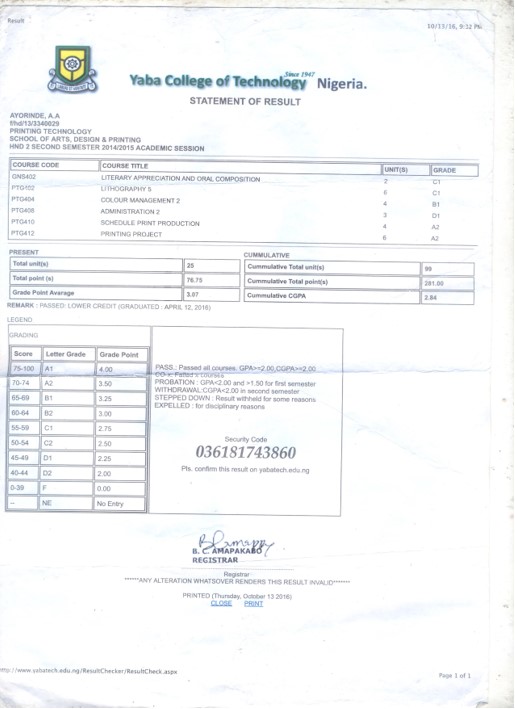 Result
10/13/16, 9:12 PM
Yaba College of Technology Nigeria.
Since 1947
STATEMENT OF RESULT
AYORINDE, A.A
f/hd/13/3340029
PRINTING TECHNOLOGY
SCHOOL OF ARTS, DESIGN & PRINTING
HND 2 SECOND SEMESTER 2014/2015 ACADEMIC SESSION
COURSE CODE COURSE TITLE UNIT(S) GRADE
GNS402 LITERARY APPRECIATION AND ORAL COMPOSITION 2 C1
PTG402 LITHOGRAPHY 5 6 C1
PTG404 COLOUR MANAGEMENT 2 4 B1
PTG408 ADMINISTRATION 2 3 D1
PTG410 SCHEDULE PRINT PRODUCTION 4 A2
PTG412 PRINTING PROJECT 6 A2
PRESENT CUMMULATIVE
Total unit(s) 25 Cummulative Total unit(s) 99
Total point (s) 76.75 Cummulative Total point(s) 281.00
Grade Point Avarage 3.07 Cummulative CGPA 2.84
REMARK : PASSED: LOWER CREDIT (GRADUATED : APRIL 12, 2016)
LEGEND
GRADING
Score Letter Grade Grade Point
75-100 A1 4.00
70-74 A2 3.50
65-69 B1 3.25
60-64 B2 3.00
55-59 C1 2.75
50-54 C2 2.50
45-49 D1 2.25
40-44 D2 2.00
0-39 F 0.00
-- NE No Entry
PASS : Passed all courses, GPA>=2.00,CGPA>=2.00
CO-x: Failed x courses
PROBATION : GPA<2.00 and >1.50 for first semester
WITHDRAWAL:CGPA<2.00 in second semester
STEPPED DOWN : Result withheld for some reasons
EXPELLED : for disciplinary reasons
Security Code
036181743860
Pls. confirm this result on yabatech.edu.ng
B. C. AMAPAKABO
REGISTRAR
Registrar
******ANY ALTERATION WHATSOVER RENDERS THIS RESULT INVALID*******
PRINTED (Thursday, October 13 2016)
CLOSE PRINT
http://www.yabatech.edu.ng/ResultChecker/ResultCheck.aspx
Page 1 of 1